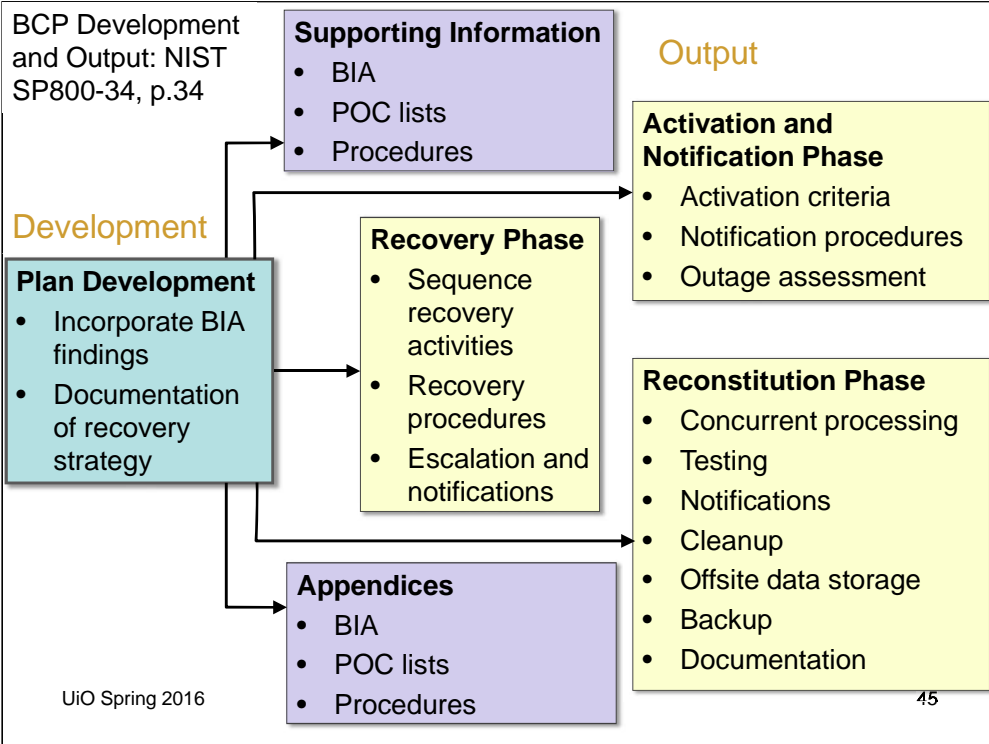 BCP Development
and Output: NIST
SP800-34, p.34
Supporting Information
• BIA
• POC lists
• Procedures
Output
Activation and
Notification Phase
• Activation criteria
• Notification procedures
• Outage assessment
Development
Plan Development
• Incorporate BIA
findings
• Documentation
of recovery
strategy
Recovery Phase
• Sequence
recovery
activities
• Recovery
procedures
• Escalation and
notifications
Reconstitution Phase
• Concurrent processing
• Testing
• Notifications
• Cleanup
• Offsite data storage
• Backup
• Documentation
Appendices
• BIA
• POC lists
• Procedures
UiO Spring 2016
45